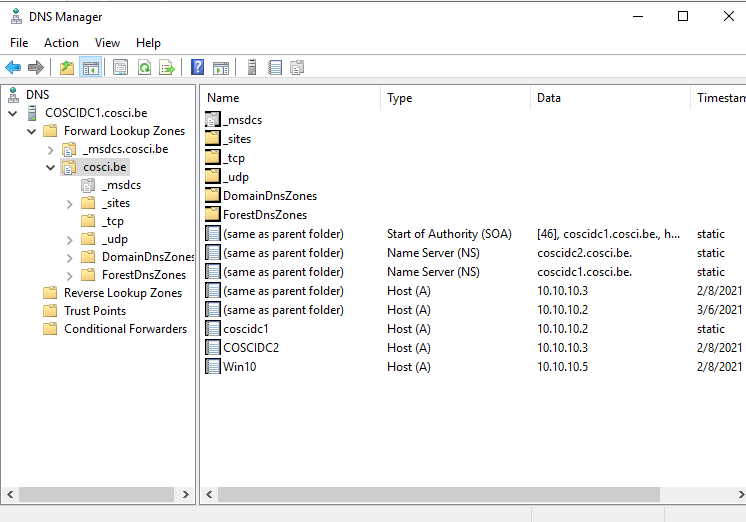 DNS Manager
File Action View Help
DNS
COSCIDC1.cosci.be
Forward Lookup Zones
_msdcs.cosci.be
cosci.be
_msdcs
_sites
_tcp
_udp
DomainDnsZones
ForestDnsZones
Reverse Lookup Zones
Trust Points
Conditional Forwarders
Name Type Data Timestam
_msdcs
_sites
_tcp
_udp
DomainDnsZones
ForestDnsZones
(same as parent folder) Start of Authority (SOA) [46], coscidc1.cosci.be., h... static
(same as parent folder) Name Server (NS) coscidc2.cosci.be. static
(same as parent folder) Name Server (NS) coscidc1.cosci.be. static
(same as parent folder) Host (A) 10.10.10.3 2/8/2021
(same as parent folder) Host (A) 10.10.10.2 3/6/2021
coscidc1 Host (A) 10.10.10.2 static
COSCIDC2 Host (A) 10.10.10.3 2/8/2021
Win10 Host (A) 10.10.10.5 2/8/2021